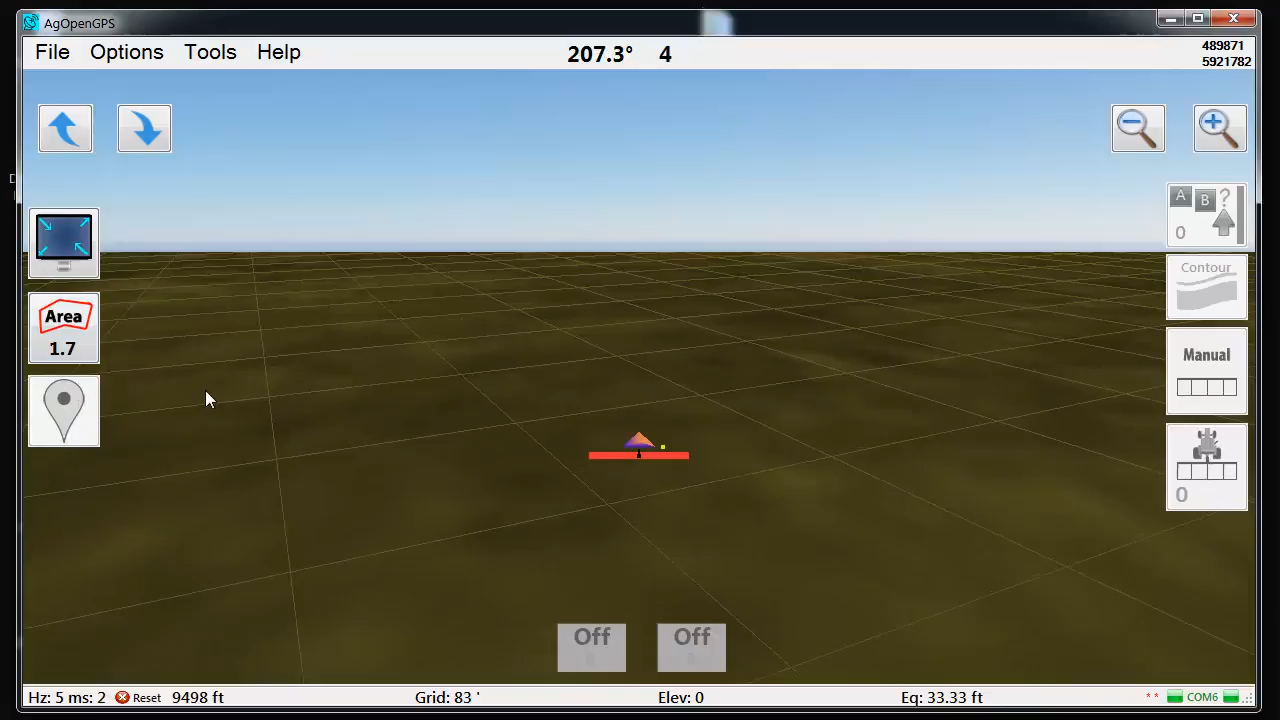 AgOpenGPS
File Options Tools Help
207.3° 4
489871
5921782
A B ?
0
Contour
Area
1.7
Manual
0
Off Off
Hz: 5 ms: 2 Reset 9498 ft Grid: 83 ' Elev: 0 Eq: 33.33 ft ** COM6